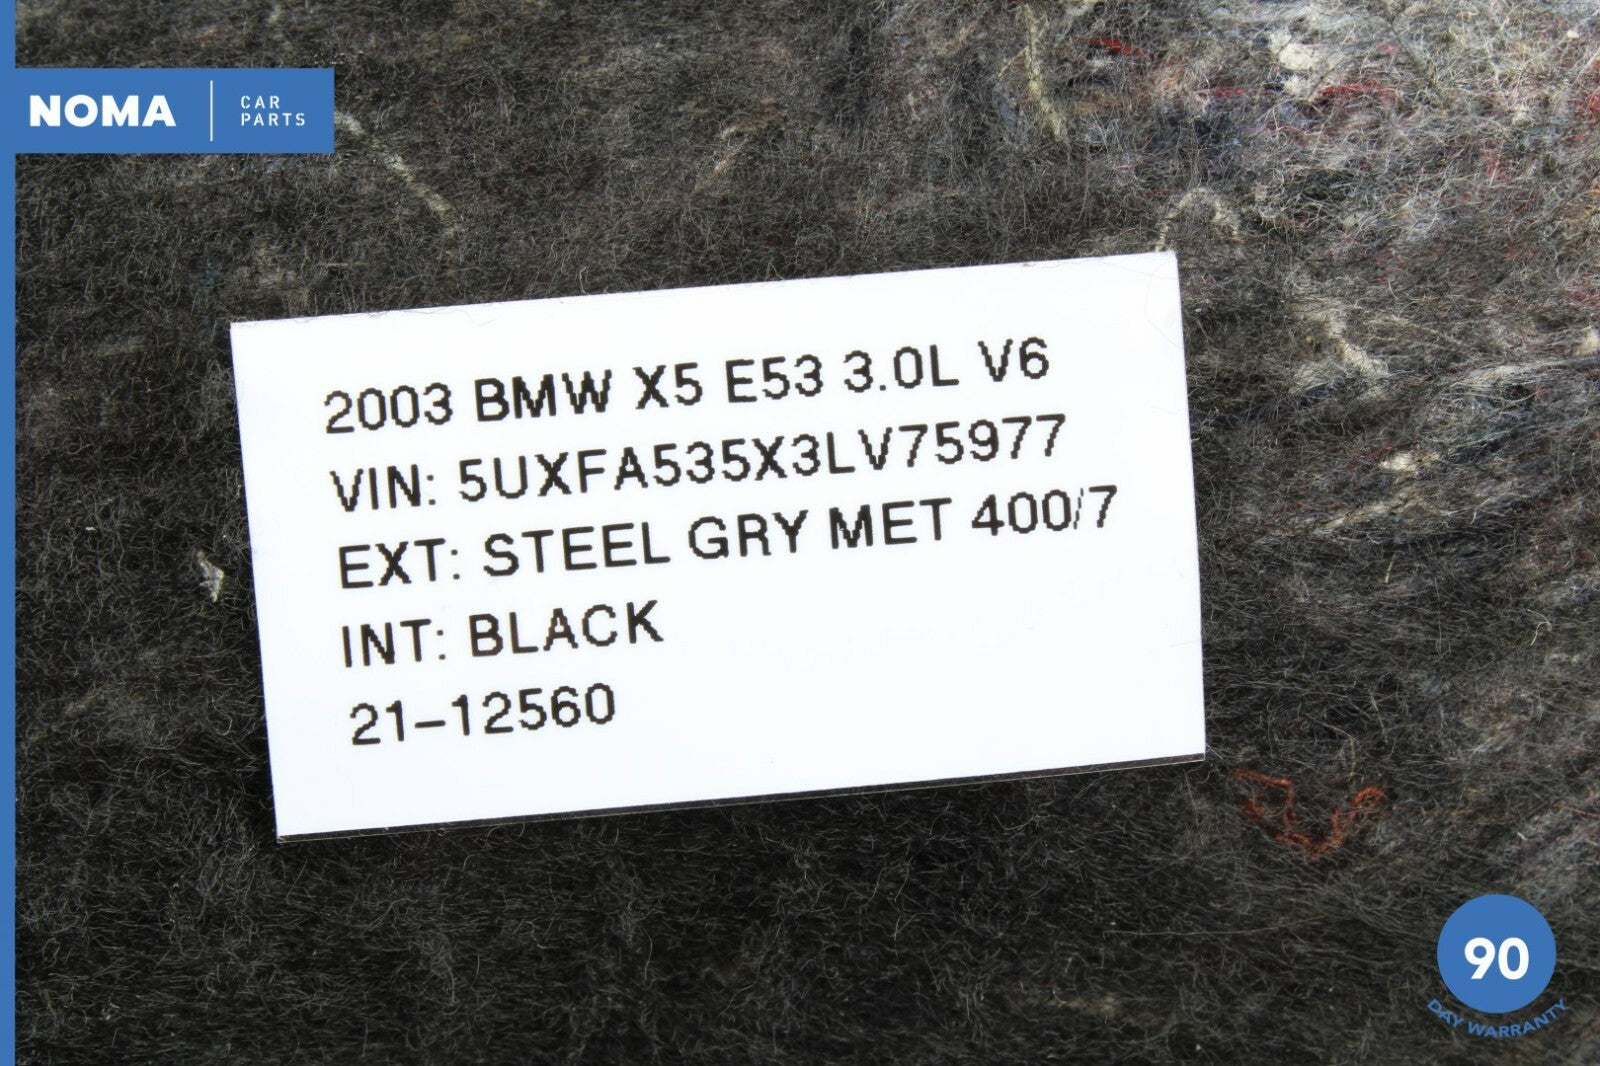 NOMA
CAR
PARTS
2003 BMW X5 E53 3.0L V6
VIN: 5UXFA535X3LV75977
EXT: STEEL GRY MET 400/7
INT: BLACK
21-12560
90
DAY WARRANTY